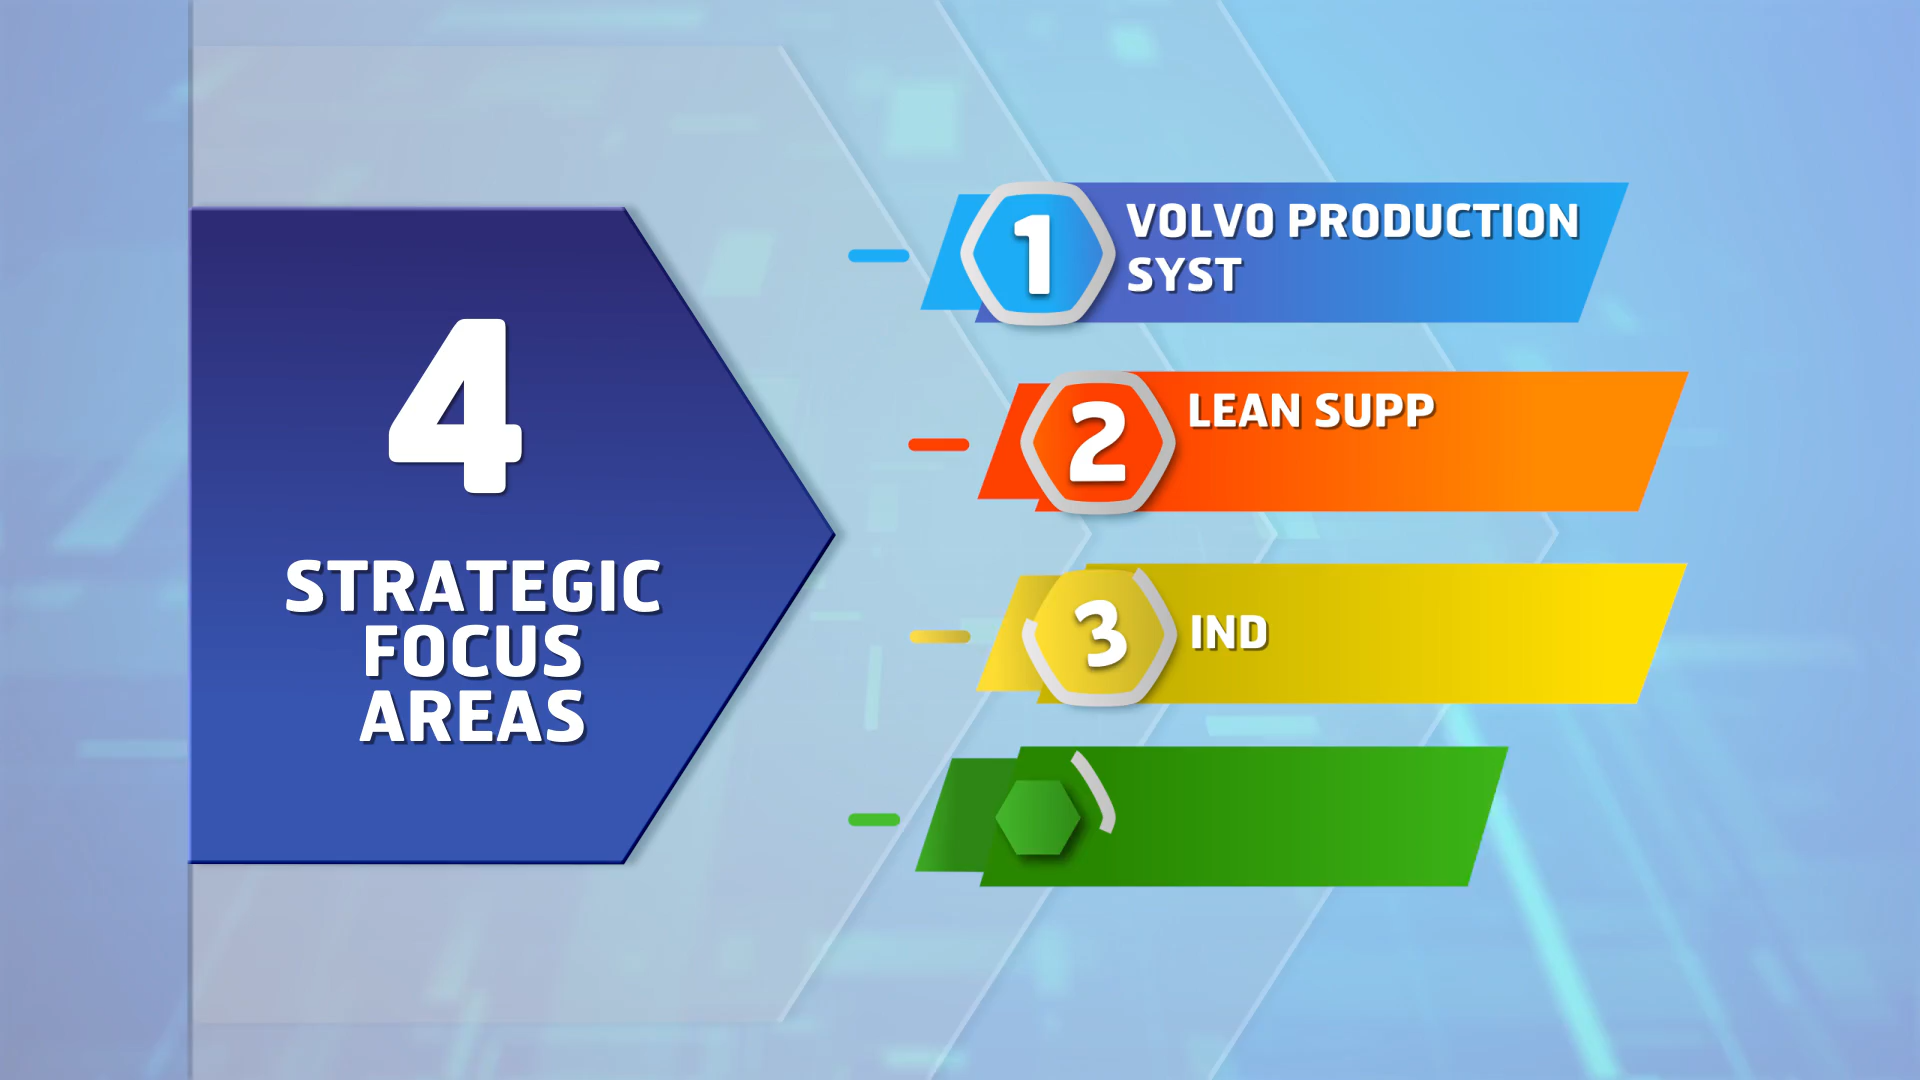 4
STRATEGIC
FOCUS
AREAS
1
VOLVO PRODUCTION
SYST
2
LEAN SUPP
3
IND